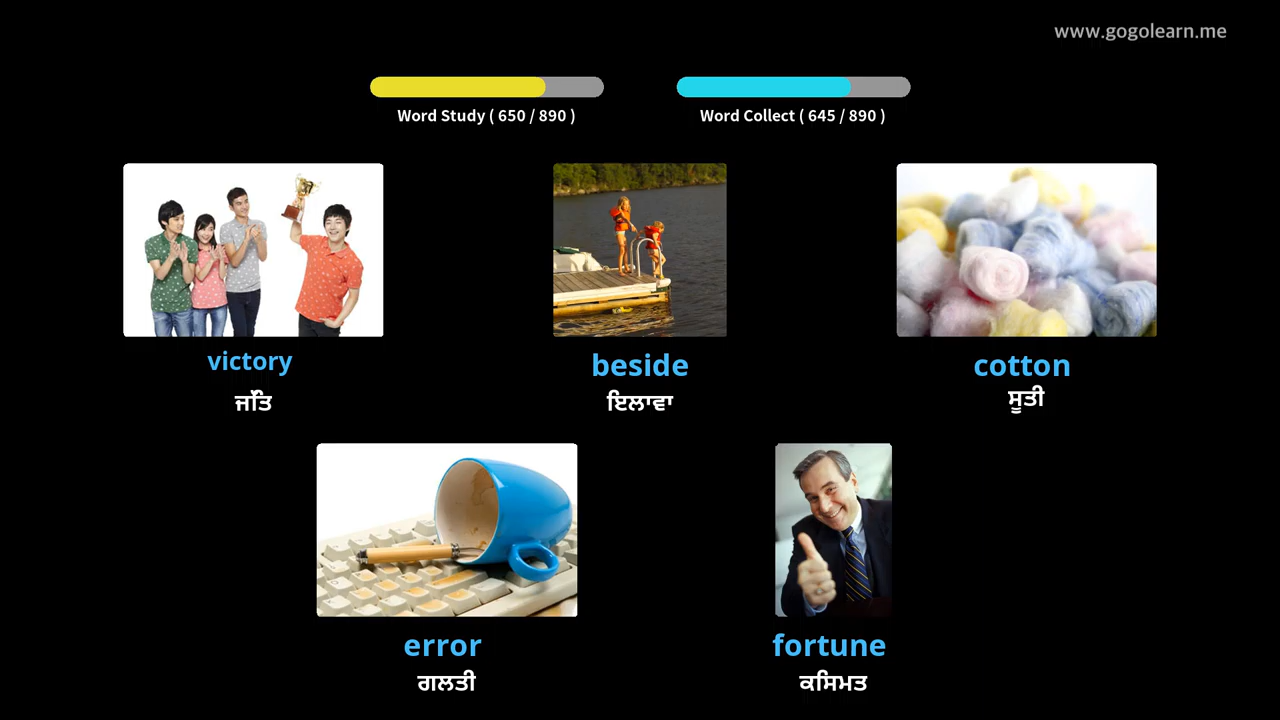 www.gogolearn.me
Word Study ( 650 / 890 )
Word Collect ( 645 / 890 )
victory
beside
cotton
ਜਿੱਤ
ਇਲਾਵਾ
ਸੂਤੀ
error
fortune
ਗਲਤੀ
ਕਿਸਮਤ